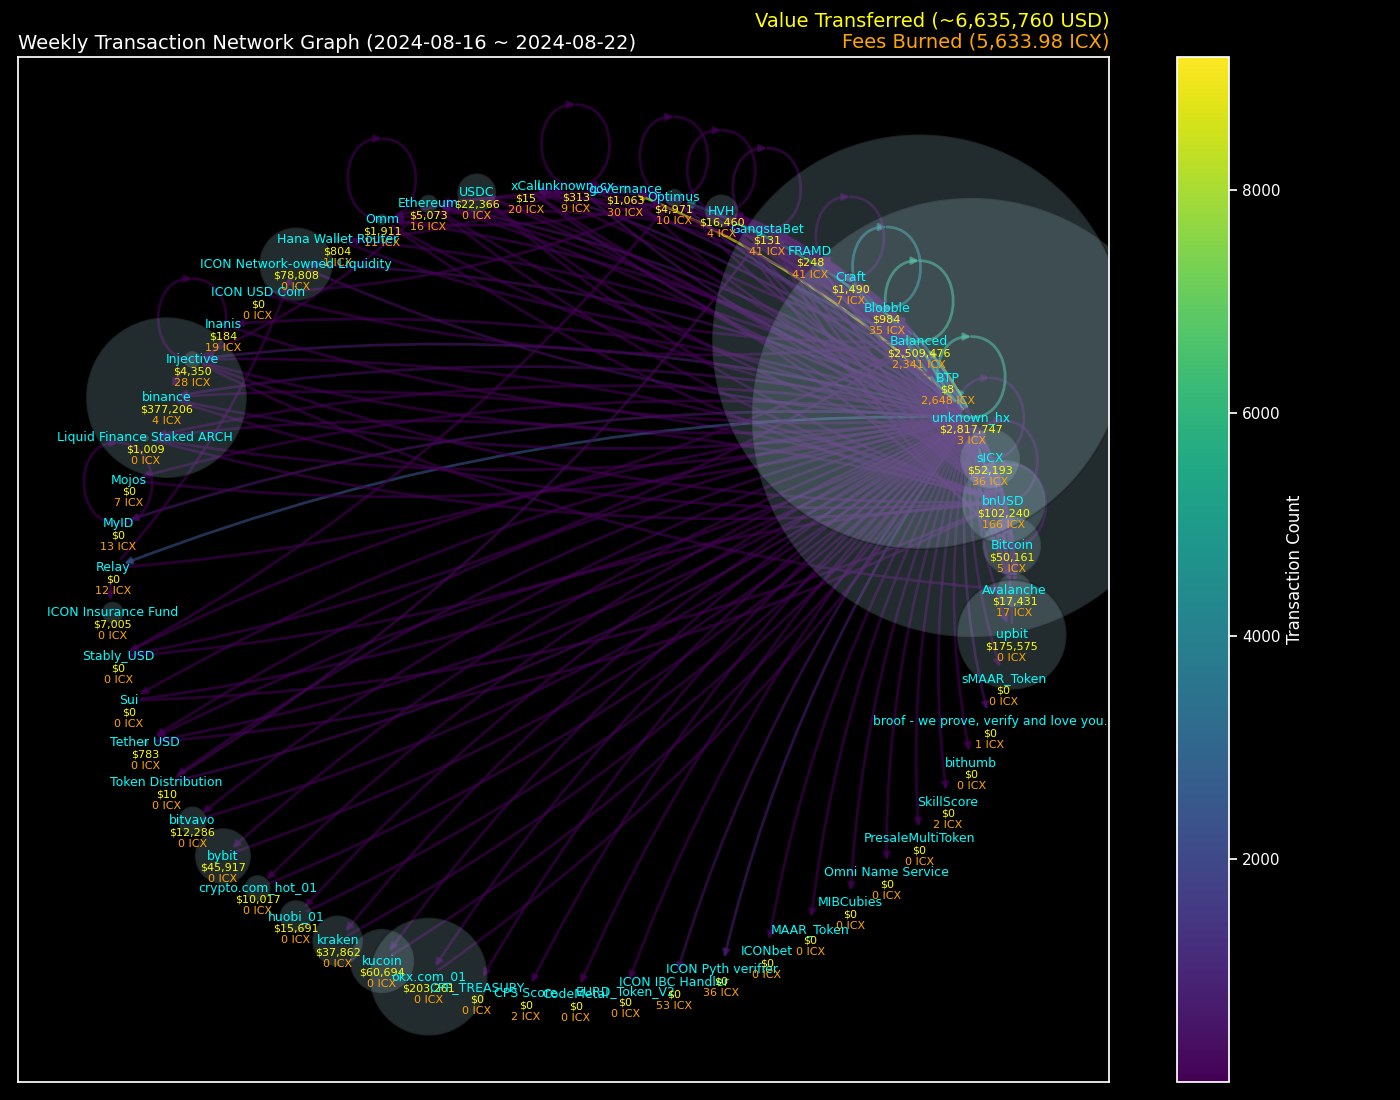 Value Transferred (~6,635,760 USD)
Weekly Transaction Network Graph (2024-08-16 ~ 2024-08-22)
Fees Burned (5,633.98 ICX)
unknown_hx
$2,817,747
3 ICX
BTP
$8
2,648 ICX
Balanced
$2,509,476
2,341 ICX
Blobble
$984
35 ICX
Craft
$1,490
7 ICX
FRAMD
$248
41 ICX
GangstaBet
$131
41 ICX
HVH
$16,460
4 ICX
Optimus
$4,971
10 ICX
governance
$1,063
30 ICX
unknown_cx
$313
9 ICX
xCall
$15
20 ICX
USDC
$22,366
0 ICX
Ethereum
$5,073
16 ICX
Omm
$1,911
11 ICX
Hana Wallet Router
$804
1 ICX
ICON Network-owned Liquidity
$78,808
0 ICX
ICON USD Coin
$0
0 ICX
Inanis
$184
19 ICX
Injective
$4,350
28 ICX
binance
$377,206
4 ICX
Liquid Finance Staked ARCH
$1,009
0 ICX
Mojos
$0
7 ICX
MyID
$0
13 ICX
Relay
$0
12 ICX
ICON Insurance Fund
$7,005
0 ICX
Stably_USD
$0
0 ICX
Sui
$0
0 ICX
Tether USD
$783
0 ICX
Token Distribution
$10
0 ICX
bitvavo
$12,286
0 ICX
bybit
$45,917
0 ICX
crypto.com_hot_01
$10,017
0 ICX
huobi_01
$15,691
0 ICX
kraken
$37,862
0 ICX
kucoin
$60,694
0 ICX
okx.com_01
0 ICX
TREASURY
$0
0 ICX
CPS Score
$0
2 ICX
CodeMetal
$0
0 ICX
EURD_Token_V2
$0
0 ICX
ICON IBC Handler
$0
53 ICX
ICON Pyth verifier
$0
36 ICX
ICONbet
$0
0 ICX
MAAR_Token
$0
0 ICX
MIBCubies
$0
0 ICX
Omni Name Service
$0
0 ICX
PresaleMultiToken
$0
0 ICX
SkillScore
$0
2 ICX
bithumb
$0
0 ICX
broof - we prove, verify and love you.
$0
1 ICX
sMAAR_Token
$0
0 ICX
upbit
$175,575
0 ICX
Avalanche
$17,431
17 ICX
Bitcoin
$50,161
5 ICX
bnUSD
$102,240
166 ICX
sICX
$52,193
36 ICX
8000
6000
4000
2000
Transaction Count